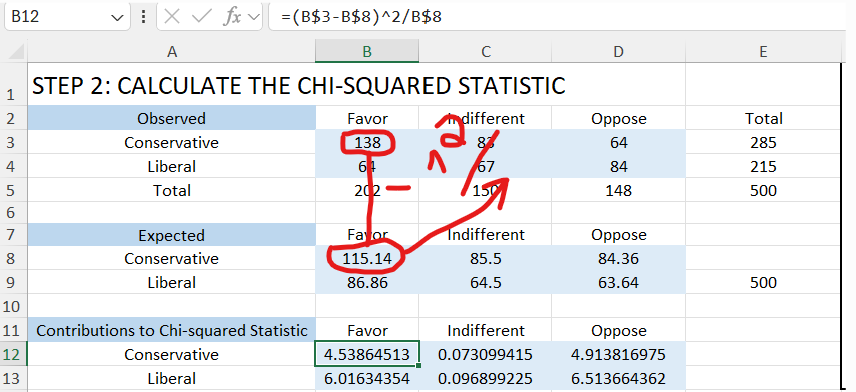 B12 fx =(B$3-B$8)^2/B$8
A B C D E
1 STEP 2: CALCULATE THE CHI-SQUARED STATISTIC
2 Observed Favor Indifferent Oppose Total
3 Conservative 138 83 64 285
4 Liberal 64 67 84 215
5 Total 202 150 148 500
6
7 Expected Favor Indifferent Oppose
8 Conservative 115.14 85.5 84.36
9 Liberal 86.86 64.5 63.64 500
10
11 Contributions to Chi-squared Statistic Favor Indifferent Oppose
12 Conservative 4.53864513 0.073099415 4.913816975
13 Liberal 6.01634354 0.096899225 6.513664362
- ^2 /